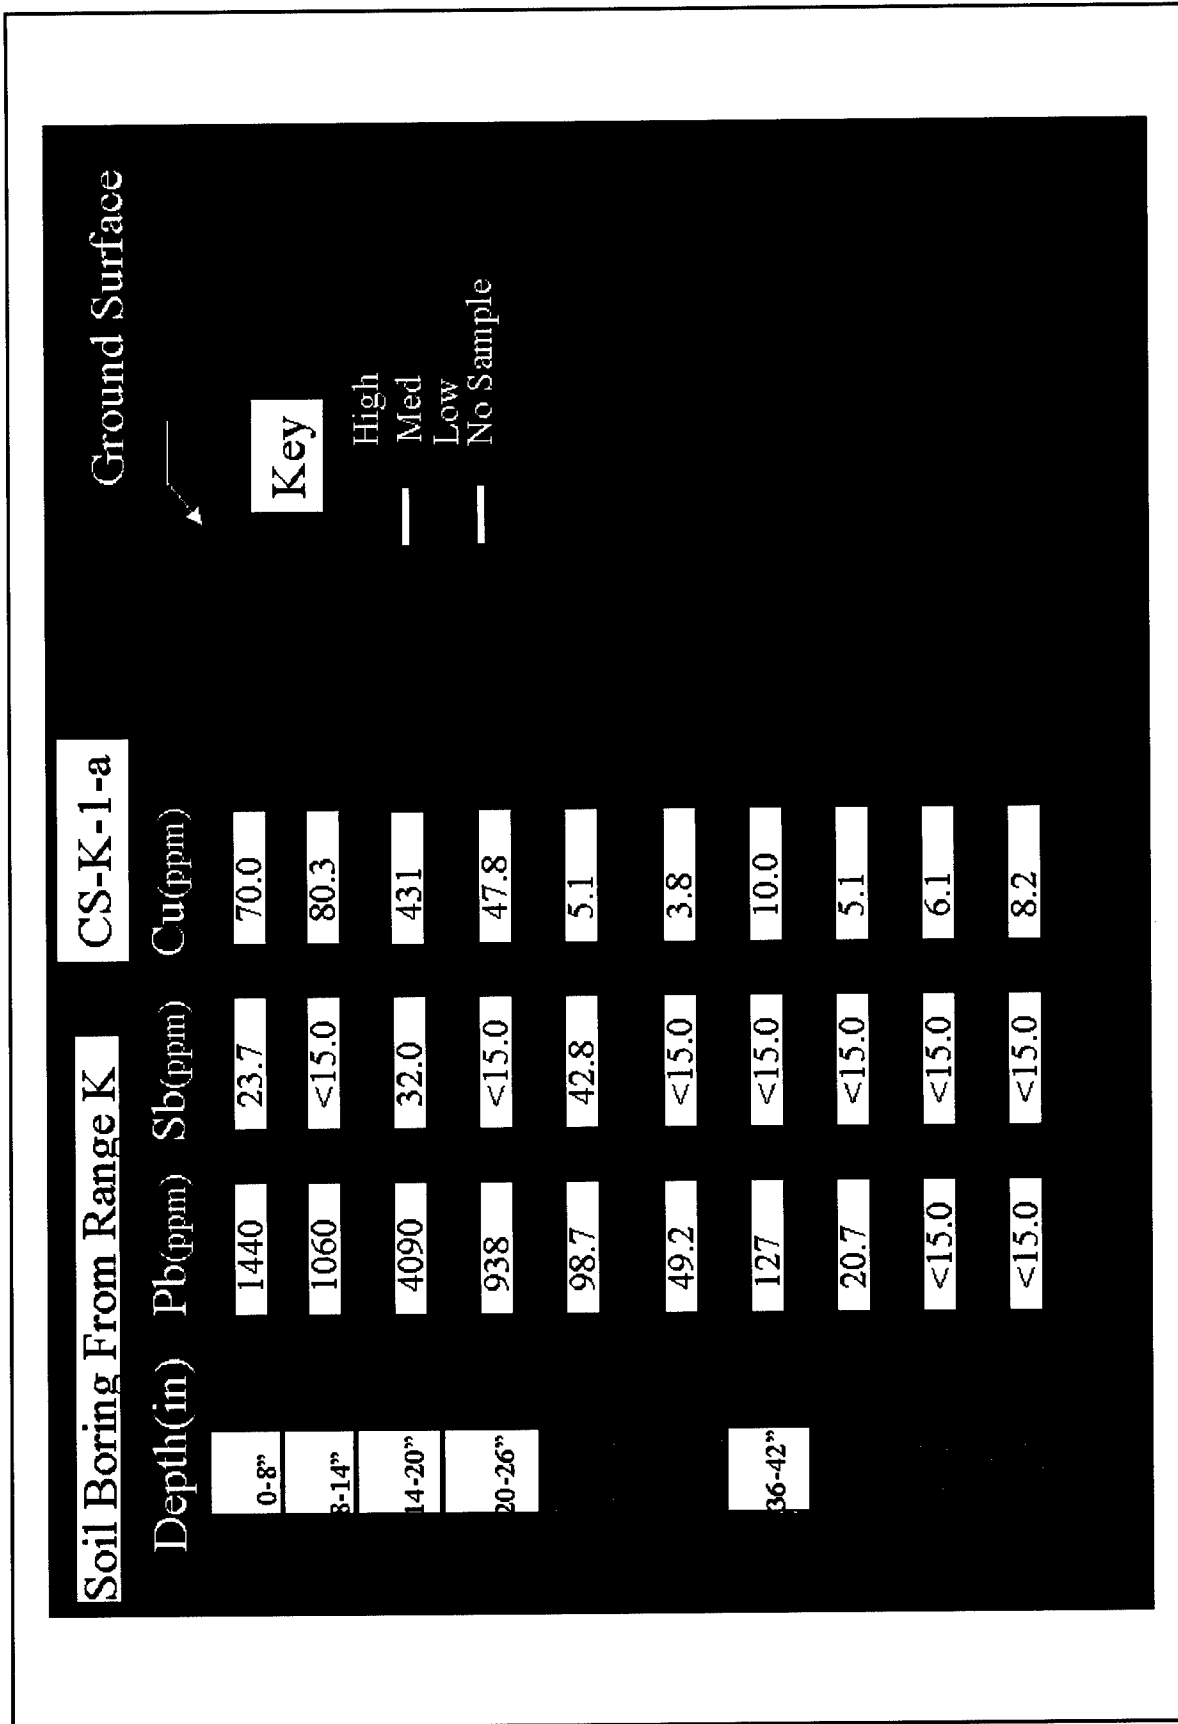 Soil Boring From Range K CS-K-1-a
Depth(in) Pb(ppm) Sb(ppm) Cu(ppm) Ground Surface
0-8” 1440 23.7 70.0
8-14” 1060 <15.0 80.3
14-20” 4090 32.0 431
20-26” 938 <15.0 47.8
98.7 42.8 5.1
49.2 <15.0 3.8
36-42” 127 <15.0 10.0
20.7 <15.0 5.1
<15.0 <15.0 6.1
<15.0 <15.0 8.2
Key
High
Med
Low
No Sample